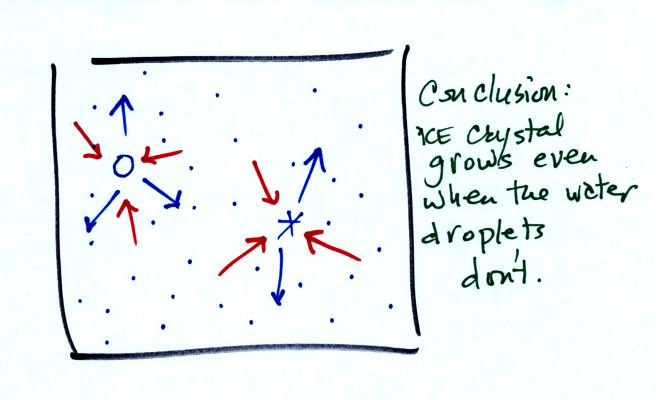 Conclusion:
ICE Crystal
grows even
when the water
droplets
don't.